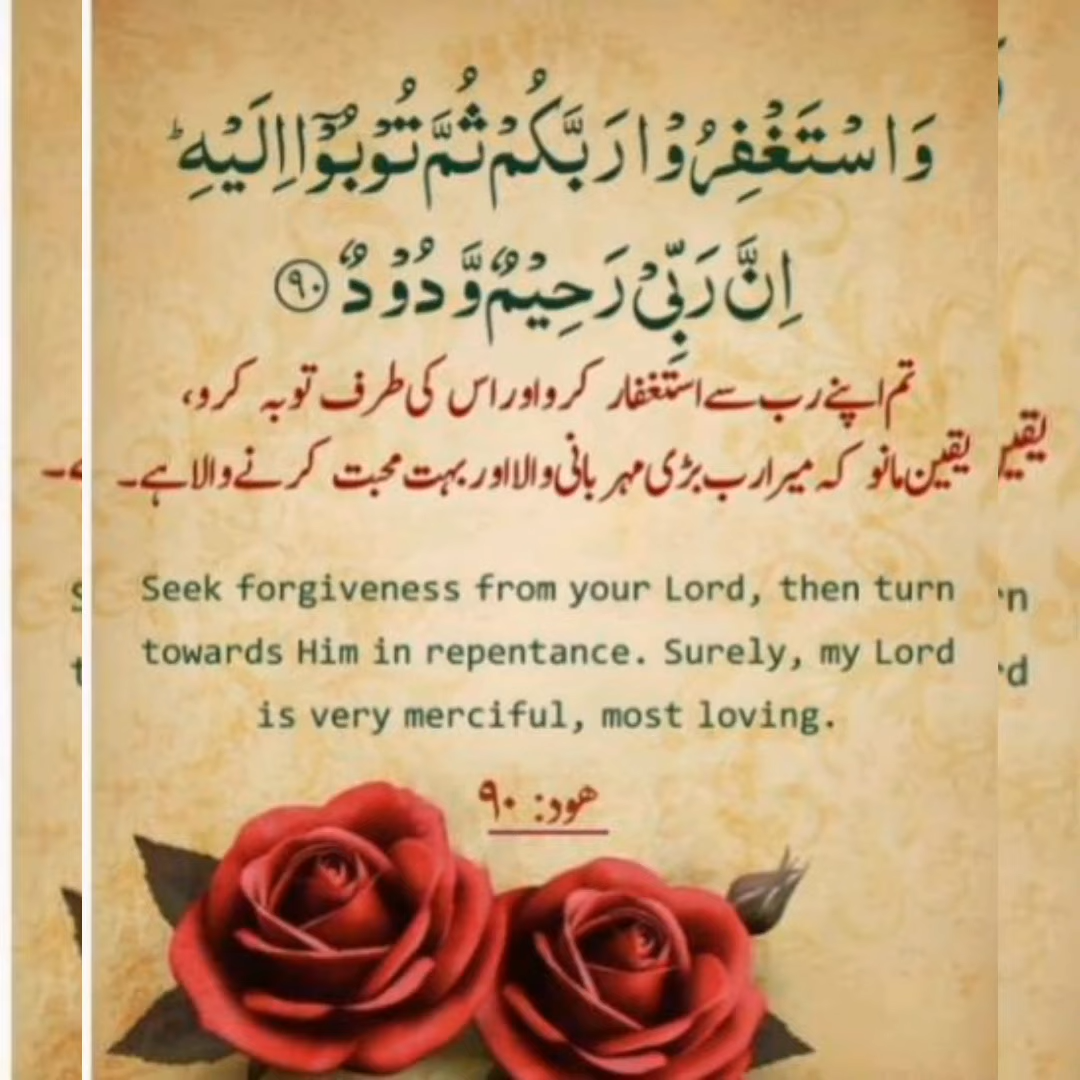 وَاسْتَغْفِرُوْا رَبَّكُمْ ثُمَّ تُوْبُوْۤا اِلَيْهِ ؕ
اِنَّ رَبِّيْ رَحِيْمٌ وَّدُوْدٌ ۹۰
تم اپنے رب سے استغفار کرو اور اس کی طرف توبہ کرو،
یقین مانو کہ میرا رب بڑی مہربانی والا اور بہت محبت کرنے والا ہے۔
Seek forgiveness from your Lord, then turn
towards Him in repentance. Surely, my Lord
is very merciful, most loving.
هود: ۹۰